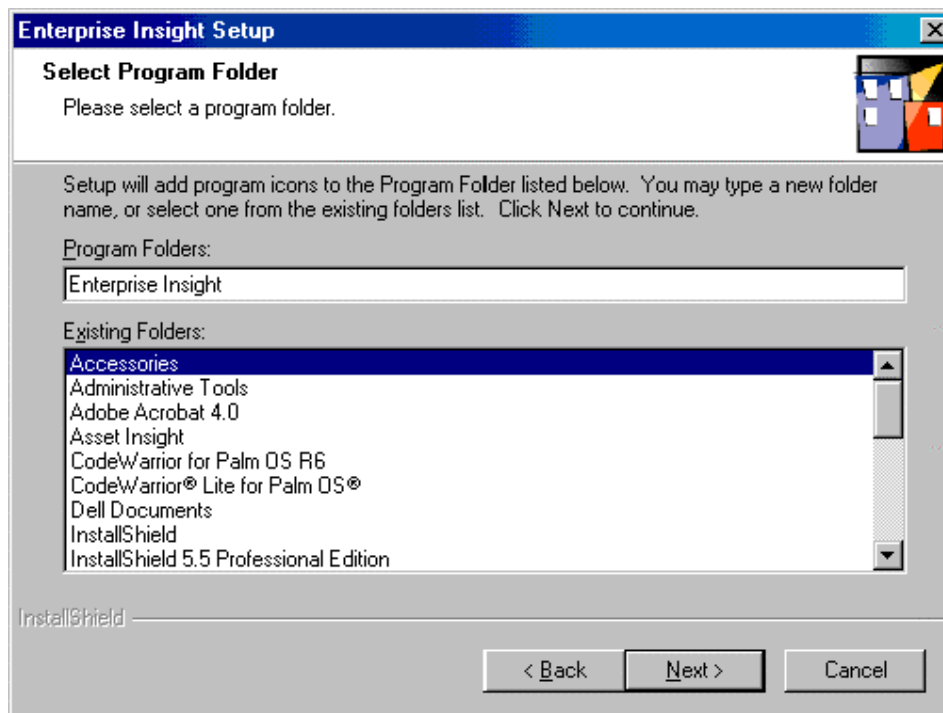 Enterprise Insight Setup
Select Program Folder
Please select a program folder.
Setup will add program icons to the Program Folder listed below.  You may type a new folder
name, or select one from the existing folders list.  Click Next to continue.
Program Folders:
Enterprise Insight
Existing Folders:
Accessories
Administrative Tools
Adobe Acrobat 4.0
Asset Insight
CodeWarrior for Palm OS R6
CodeWarrior® Lite for Palm OS®
Dell Documents
InstallShield
InstallShield 5.5 Professional Edition
InstallShield
< Back
Next >
Cancel